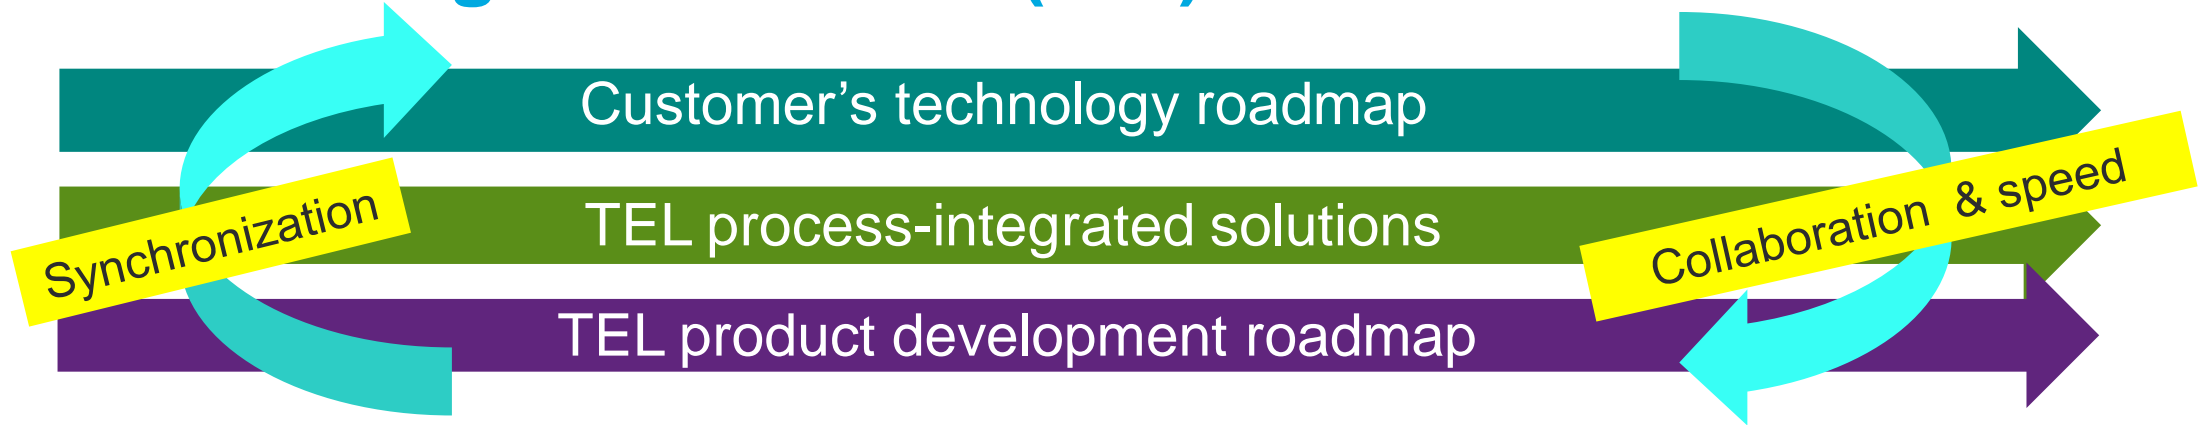 Customer’s technology roadmap
Synchronization
TEL process-integrated solutions
Collaboration & speed
TEL product development roadmap